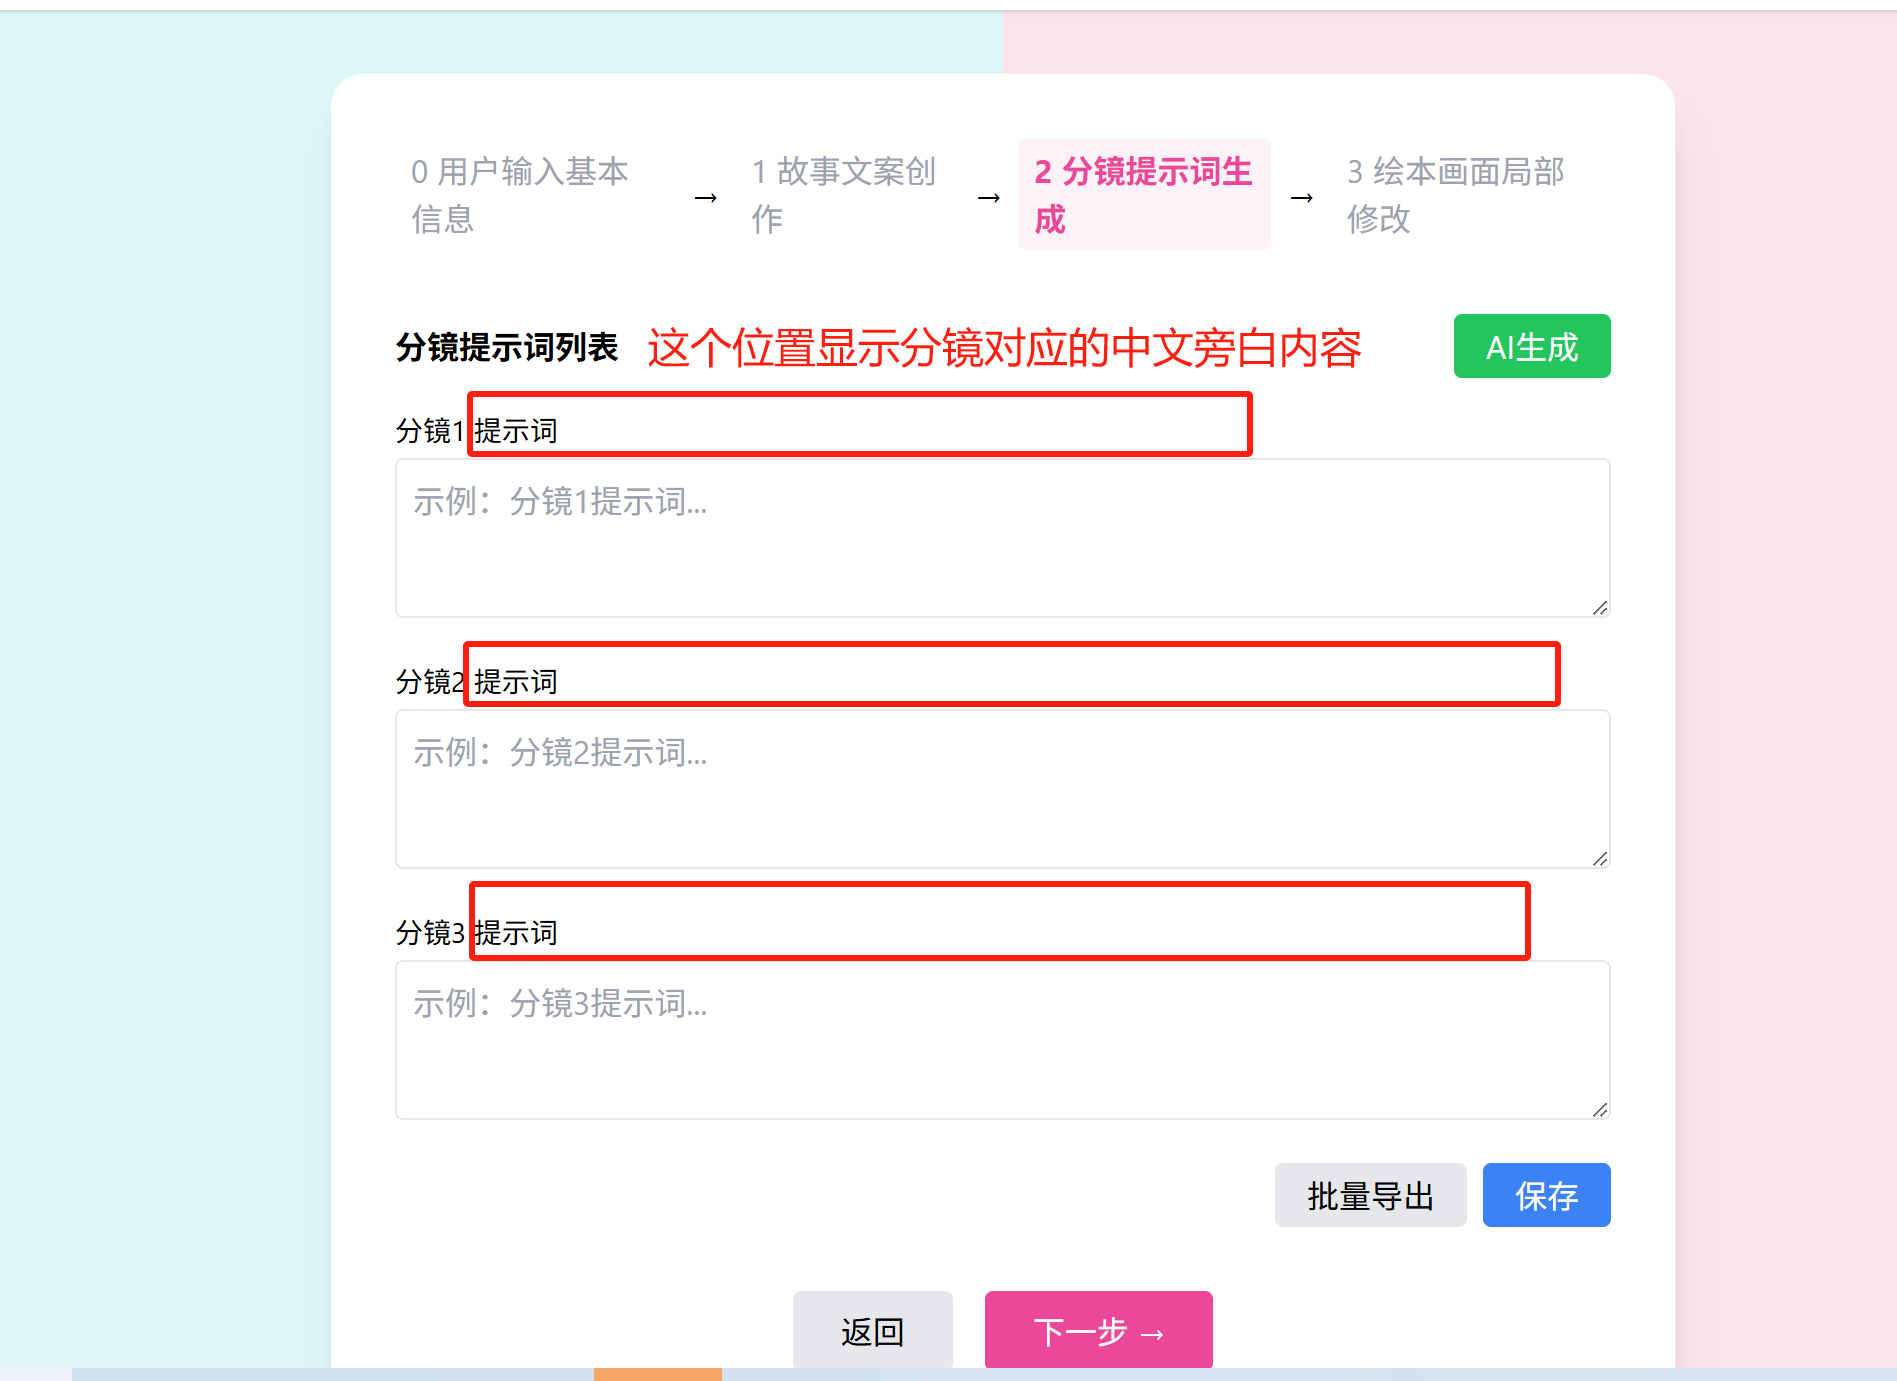 0 用户输入基本
信息
→
1 故事文案创
作
→
2 分镜提示词生
成
→
3 绘本画面局部
修改
分镜提示词列表
这个位置显示分镜对应的中文旁白内容
AI生成
分镜1 提示词
示例：分镜1提示词...
分镜2 提示词
示例：分镜2提示词...
分镜3 提示词
示例：分镜3提示词...
批量导出
保存
返回
下一步 →